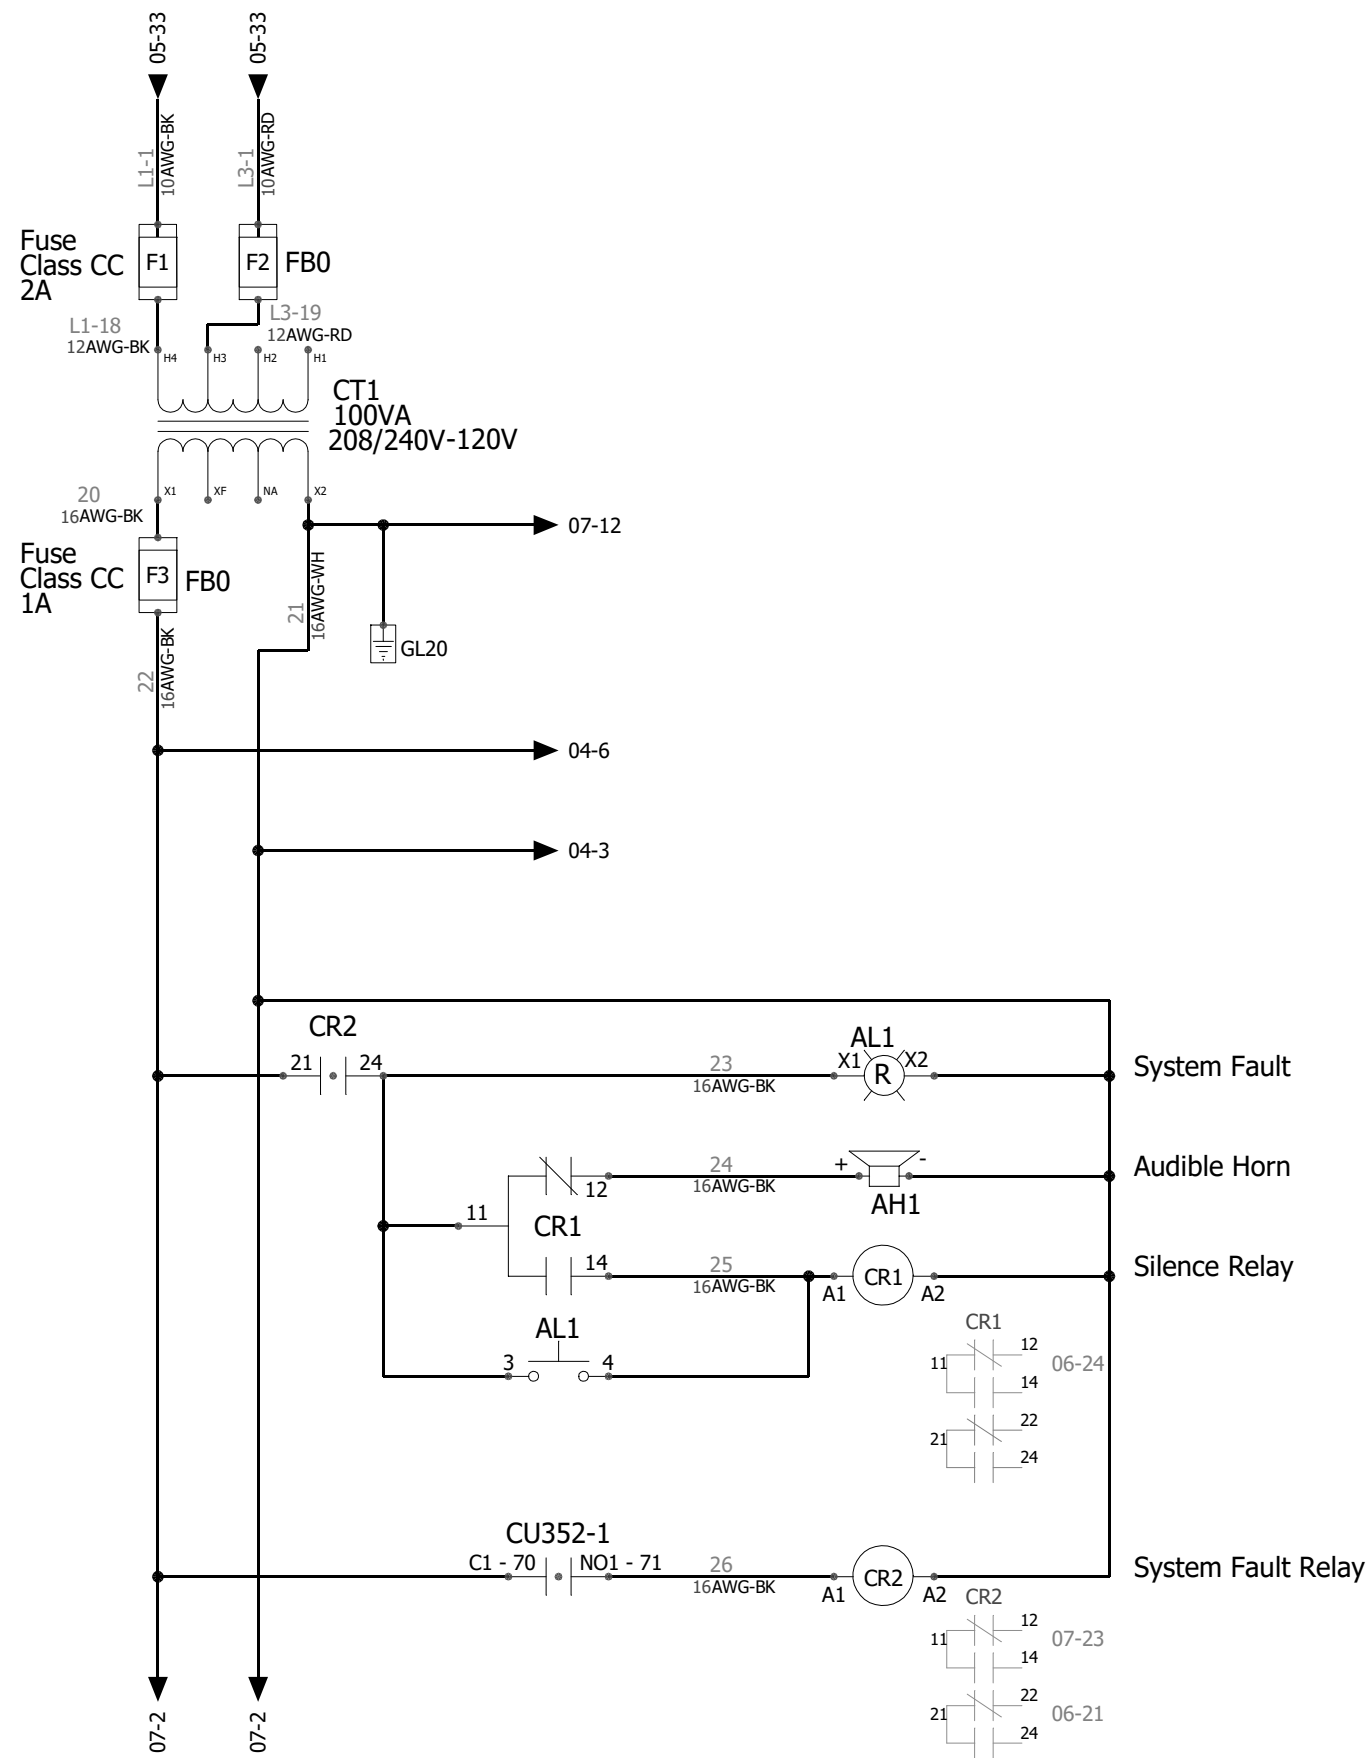 05-33
05-33
L1-1
10AWG-BK
L3-1
10AWG-RD
Fuse
Class CC
2A
F1
F2
FB0
L1-18
12AWG-BK
L3-19
12AWG-RD
H4
H3
H2
H1
CT1
100VA
208/240V-120V
X1
XF
NA
X2
20
16AWG-BK
07-12
Fuse
Class CC
1A
F3
FB0
21
16AWG-WH
GL20
22
16AWG-BK
04-6
04-3
CR2
21
24
23
16AWG-BK
AL1
X1
X2
R
System Fault
12
24
16AWG-BK
+
-
AH1
Audible Horn
11
CR1
14
25
16AWG-BK
A1
CR1
A2
Silence Relay
AL1
3
4
CR1
11
12
14
06-24
21
22
24
CU352-1
C1 - 70
NO1 - 71
26
16AWG-BK
A1
CR2
A2
System Fault Relay
CR2
11
12
14
07-23
21
22
24
06-21
07-2
07-2